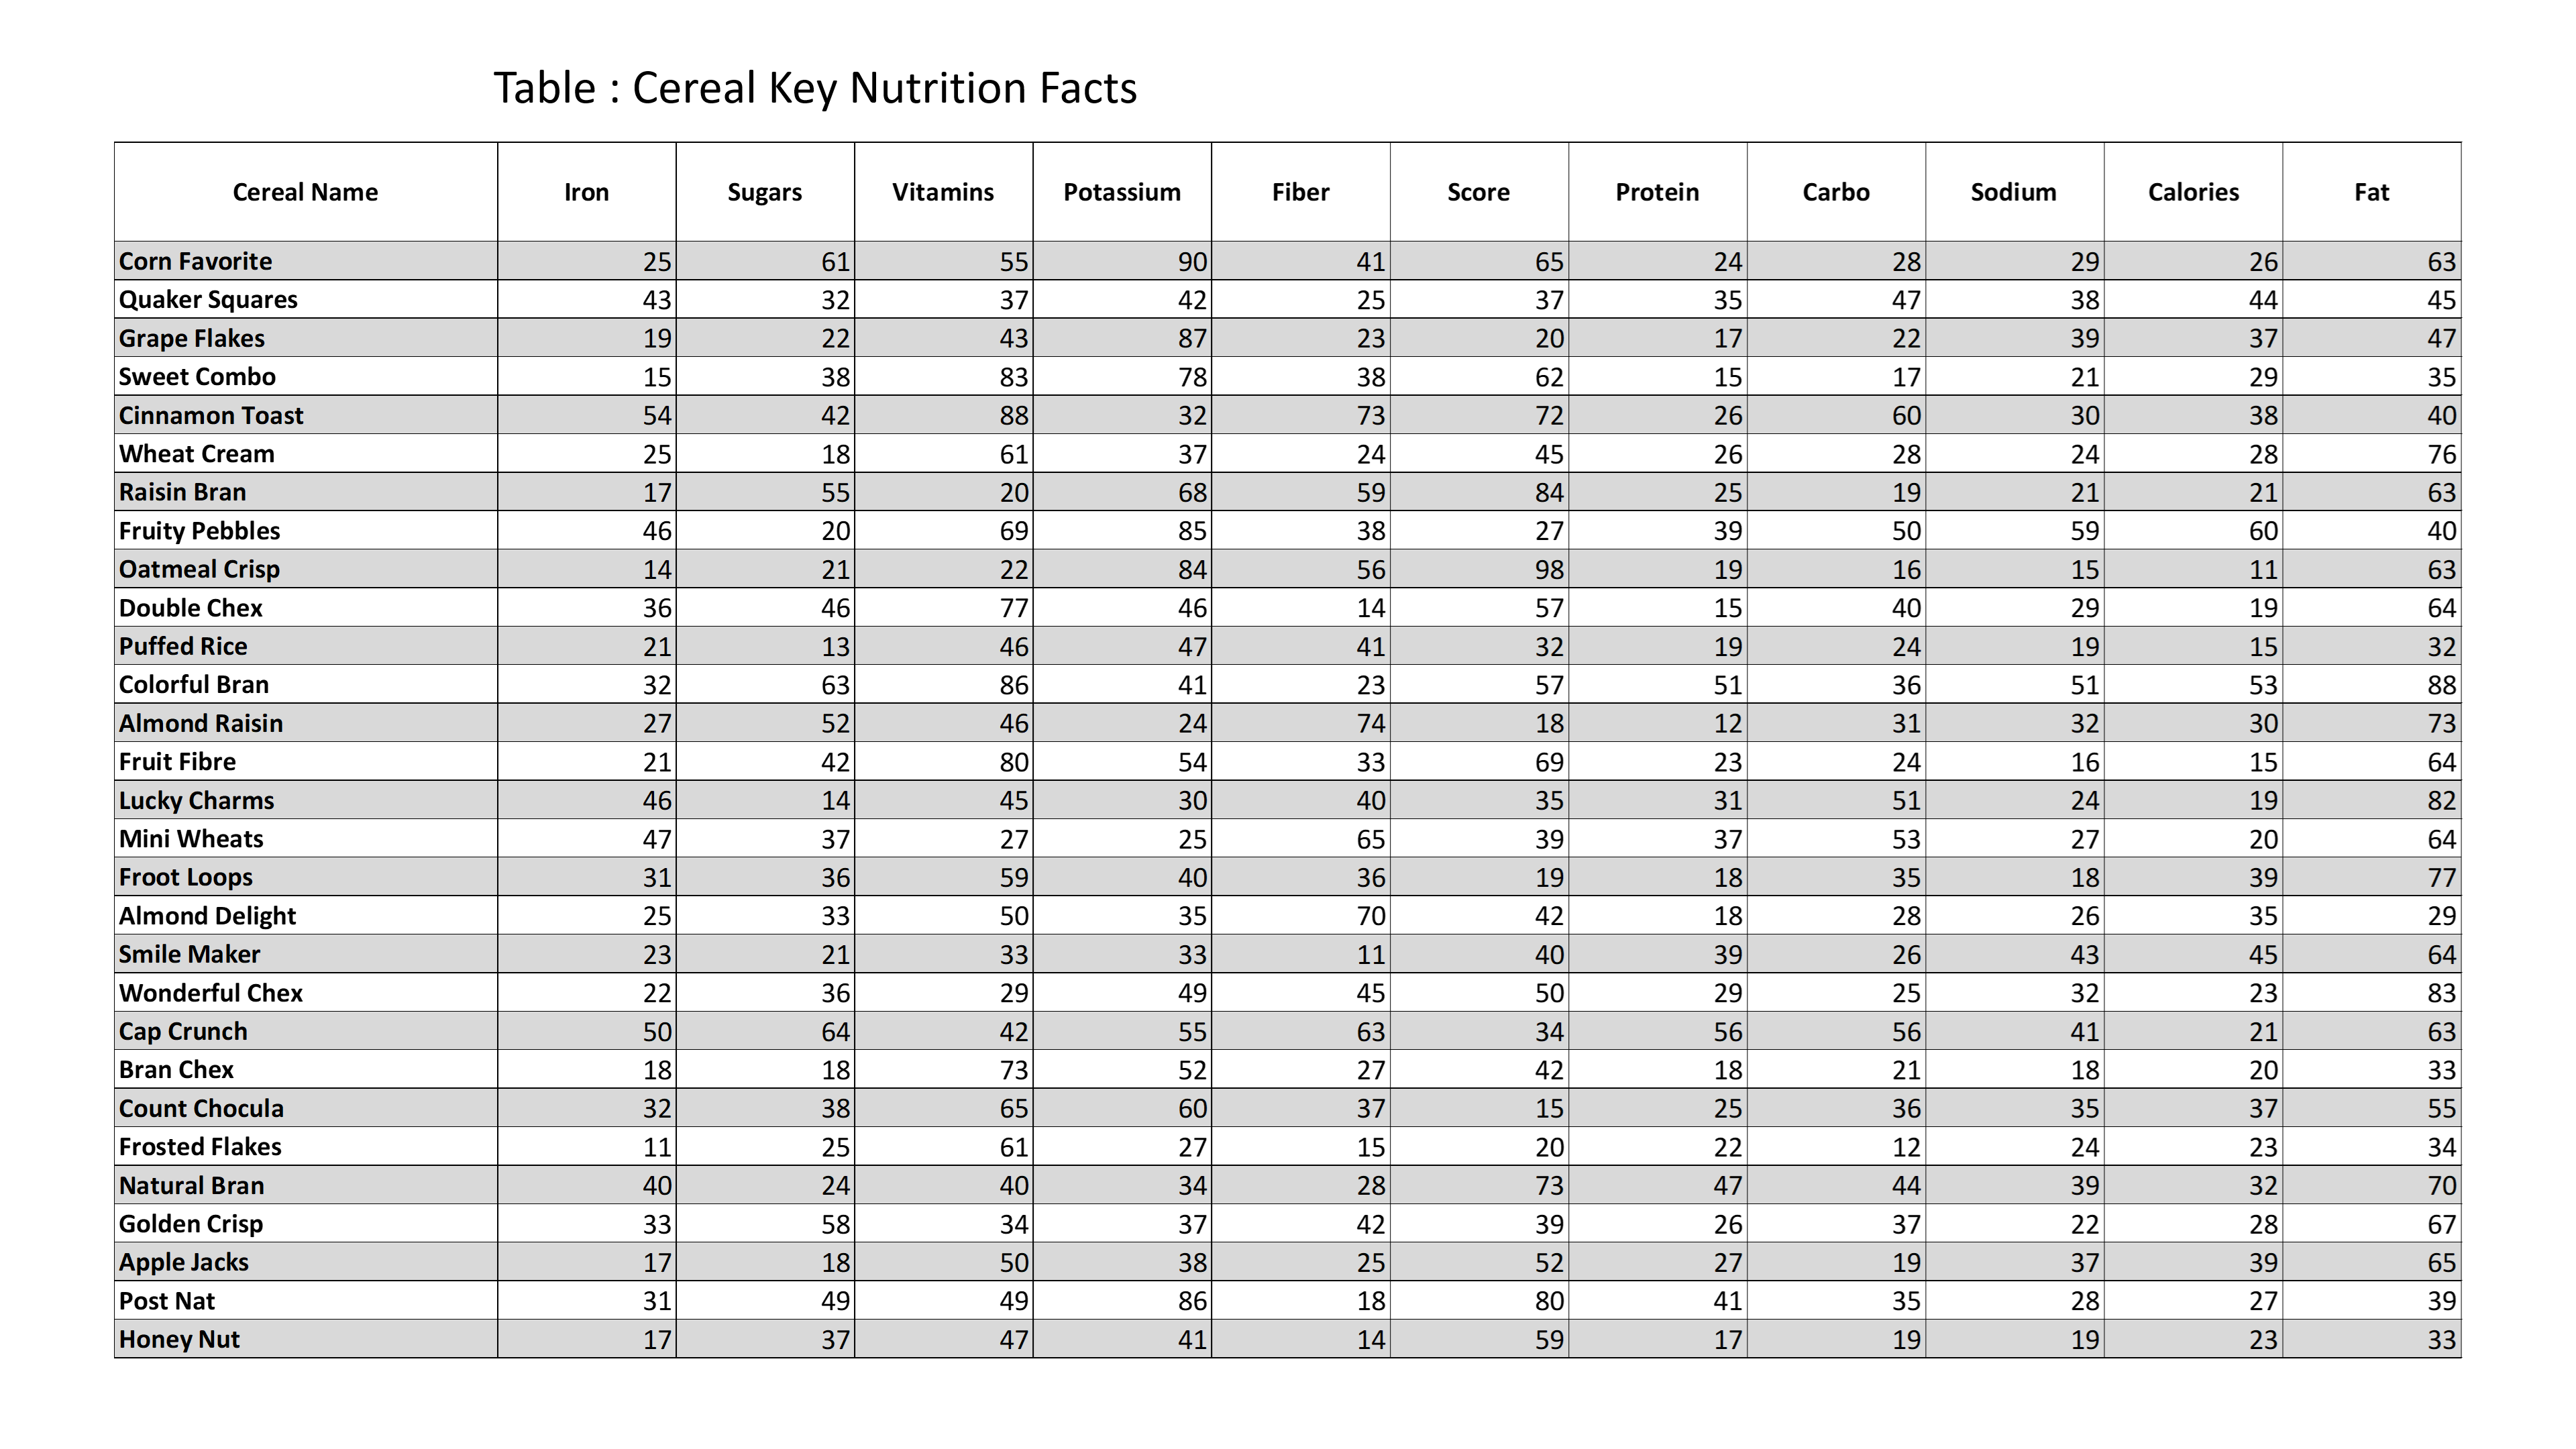 Table : Cereal Key Nutrition Facts
Cereal Name Iron Sugars Vitamins Potassium Fiber Score Protein Carbo Sodium Calories Fat
Corn Favorite 25 61 55 90 41 65 24 28 29 26 63
Quaker Squares 43 32 37 42 25 37 35 47 38 44 45
Grape Flakes 19 22 43 87 23 20 17 22 39 37 47
Sweet Combo 15 38 83 78 38 62 15 17 21 29 35
Cinnamon Toast 54 42 88 32 73 72 26 60 30 38 40
Wheat Cream 25 18 61 37 24 45 26 28 24 28 76
Raisin Bran 17 55 20 68 59 84 25 19 21 21 63
Fruity Pebbles 46 20 69 85 38 27 39 50 59 60 40
Oatmeal Crisp 14 21 22 84 56 98 19 16 15 11 63
Double Chex 36 46 77 46 14 57 15 40 29 19 64
Puffed Rice 21 13 46 47 41 32 19 24 19 15 32
Colorful Bran 32 63 86 41 23 57 51 36 51 53 88
Almond Raisin 27 52 46 24 74 18 12 31 32 30 73
Fruit Fibre 21 42 80 54 33 69 23 24 16 15 64
Lucky Charms 46 14 45 30 40 35 31 51 24 19 82
Mini Wheats 47 37 27 25 65 39 37 53 27 20 64
Froot Loops 31 36 59 40 36 19 18 35 18 39 77
Almond Delight 25 33 50 35 70 42 18 28 26 35 29
Smile Maker 23 21 33 33 11 40 39 26 43 45 64
Wonderful Chex 22 36 29 49 45 50 29 25 32 23 83
Cap Crunch 50 64 42 55 63 34 56 56 41 21 63
Bran Chex 18 18 73 52 27 42 18 21 18 20 33
Count Chocula 32 38 65 60 37 15 25 36 35 37 55
Frosted Flakes 11 25 61 27 15 20 22 12 24 23 34
Natural Bran 40 24 40 34 28 73 47 44 39 32 70
Golden Crisp 33 58 34 37 42 39 26 37 22 28 67
Apple Jacks 17 18 50 38 25 52 27 19 37 39 65
Post Nat 31 49 49 86 18 80 41 35 28 27 39
Honey Nut 17 37 47 41 14 59 17 19 19 23 33